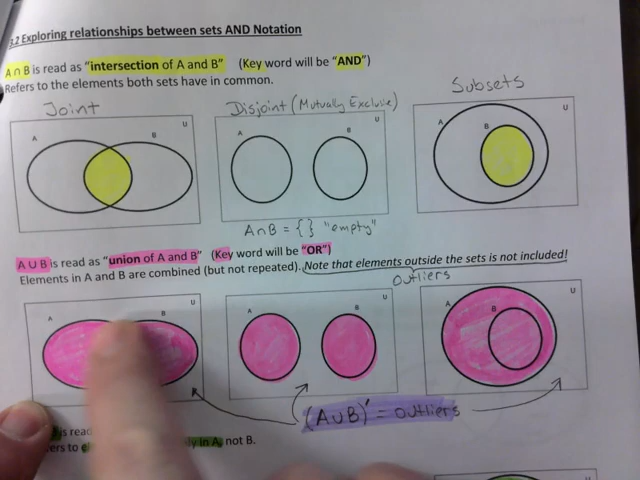 3.2 Exploring relationships between sets AND Notation
A ∩ B is read as "intersection of A and B" (Key word will be "AND")
Refers to the elements both sets have in common.
Joint
Disjoint (Mutually Exclusive)
Subsets
A B U
A B U
A B U
A∩B = { } "empty"
A ∪ B is read as "union of A and B" (Key word will be "OR")
Elements in A and B are combined (but not repeated). Note that elements outside the sets is not included!
outliers
A B U
A B U
A B U
(A∪B)' = outliers
is read
ly in A, not B.